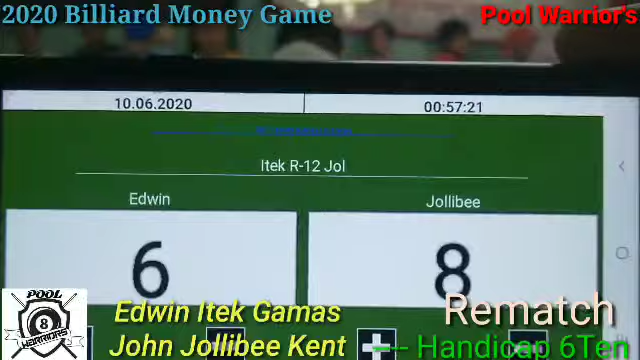 2020 Billiard Money Game
Pool Warrior's
10.06.2020
00:57:21
Itek R-12 Jol
Edwin
Jollibee
6
8
POOL
8
WARRIORS
Edwin Itek Gamas
John Jollibee Kent
Rematch
Handicap 6Ten